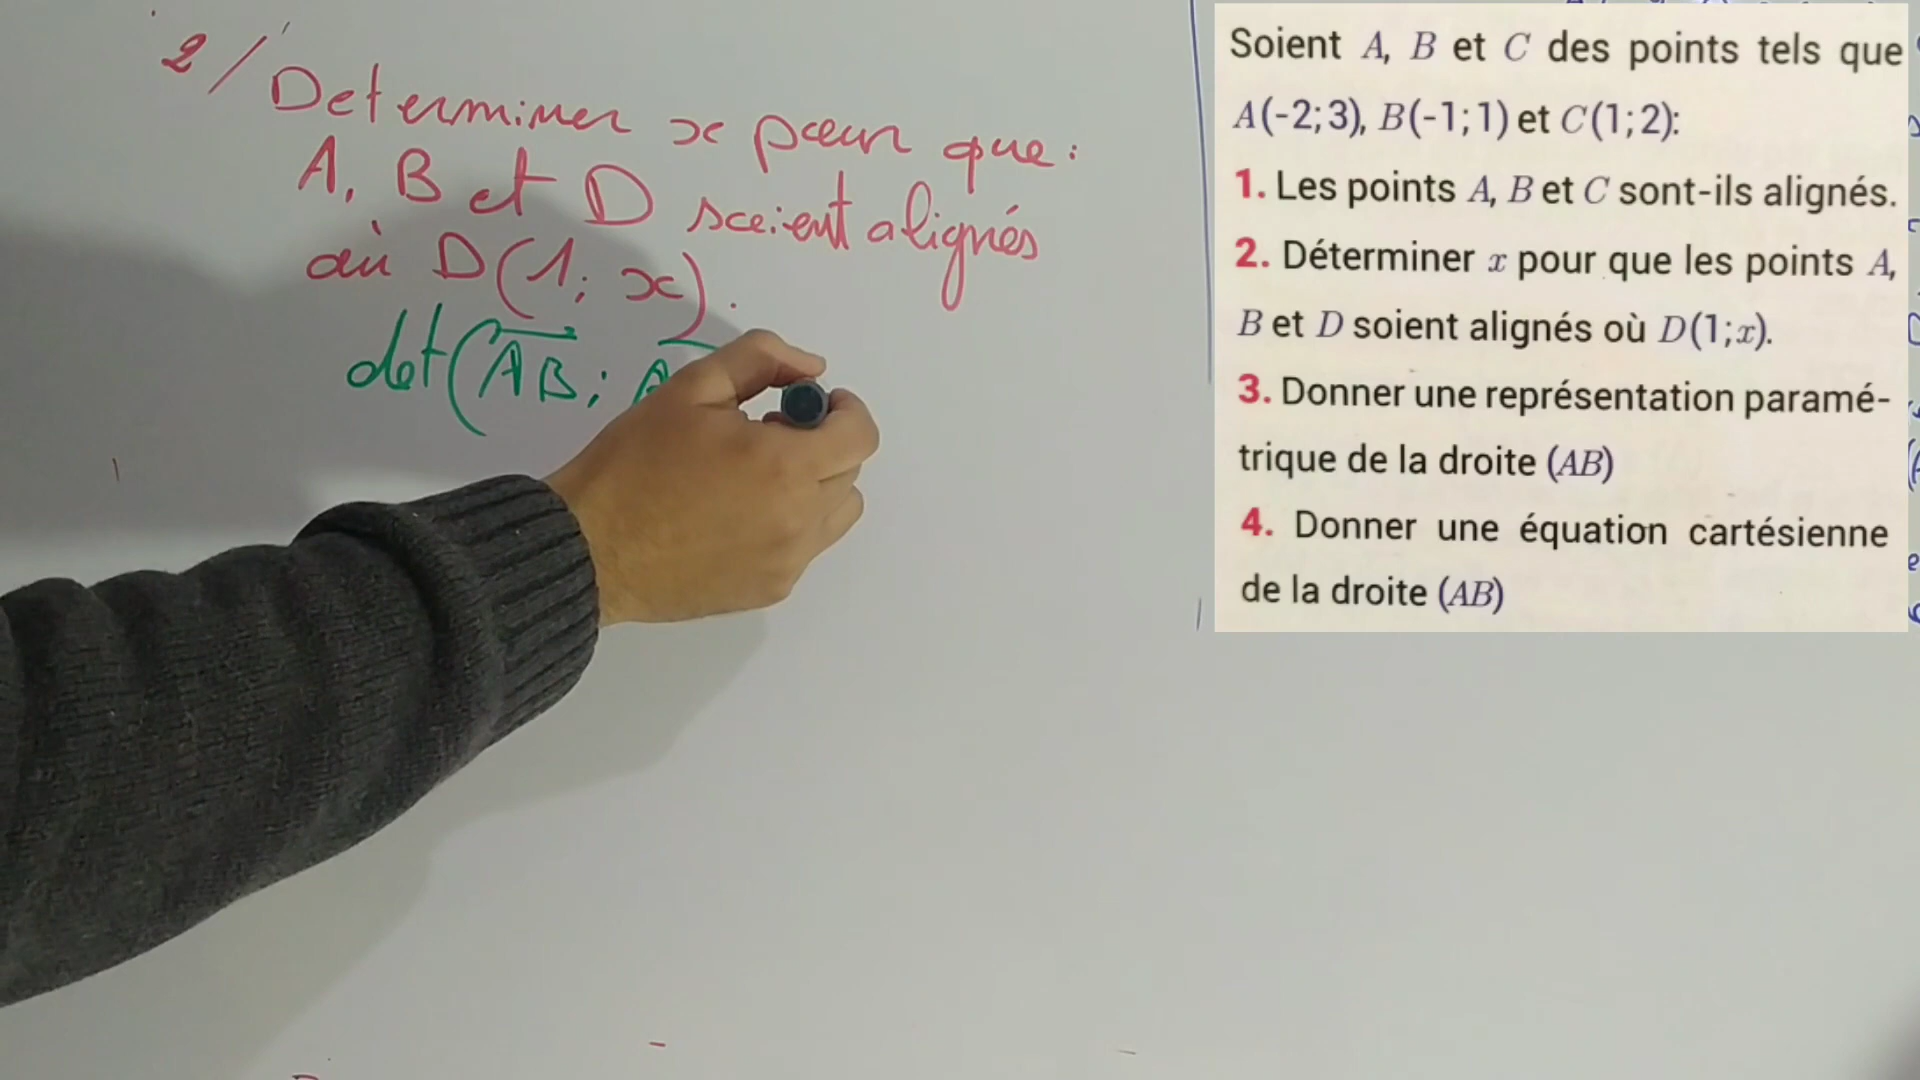 2/ Determiner x pour que:
A, B et D soient alignés
où D(1; x).
det(AB; A
Soient A, B et C des points tels que
A(-2;3), B(-1;1) et C(1;2):
1. Les points A, B et C sont-ils alignés.
2. Déterminer x pour que les points A,
B et D soient alignés où D(1;x).
3. Donner une représentation paramé-
trique de la droite (AB)
4. Donner une équation cartésienne
de la droite (AB)